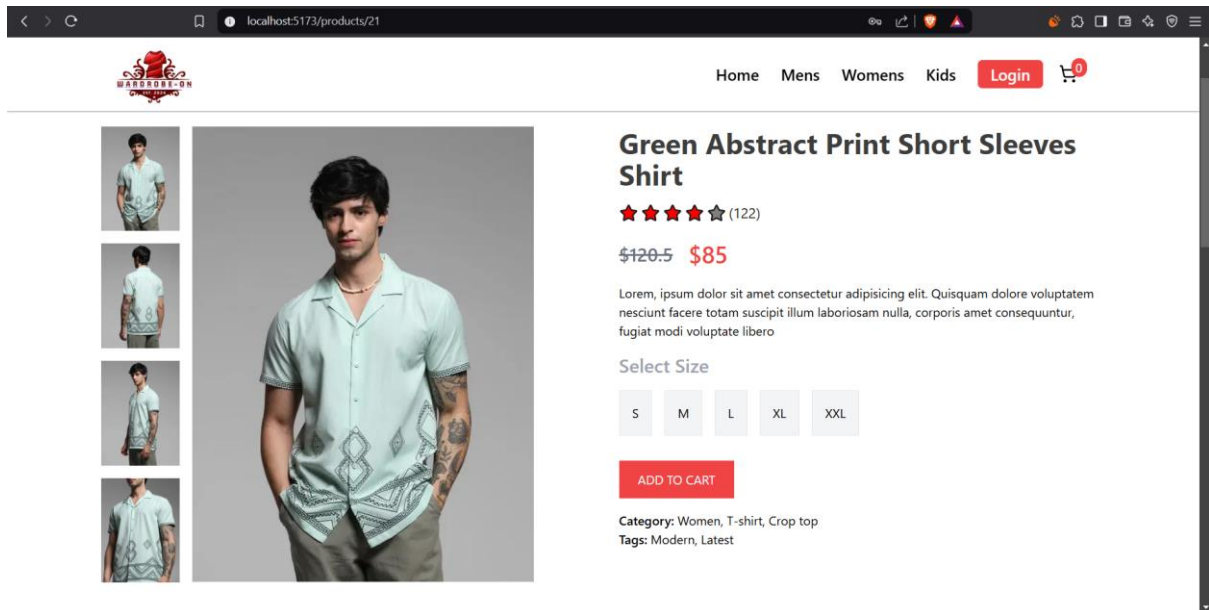 localhost:5173/products/21
WARDROBE-ON
Home Mens Womens Kids Login 0
Green Abstract Print Short Sleeves
Shirt
(122)
$120.5 $85
Lorem, ipsum dolor sit amet consectetur adipisicing elit. Quisquam dolore voluptatem
nesciunt facere totam suscipit illum laboriosam nulla, corporis amet consequuntur,
fugiat modi voluptate libero
Select Size
S M L XL XXL
ADD TO CART
Category: Women, T-shirt, Crop top
Tags: Modern, Latest